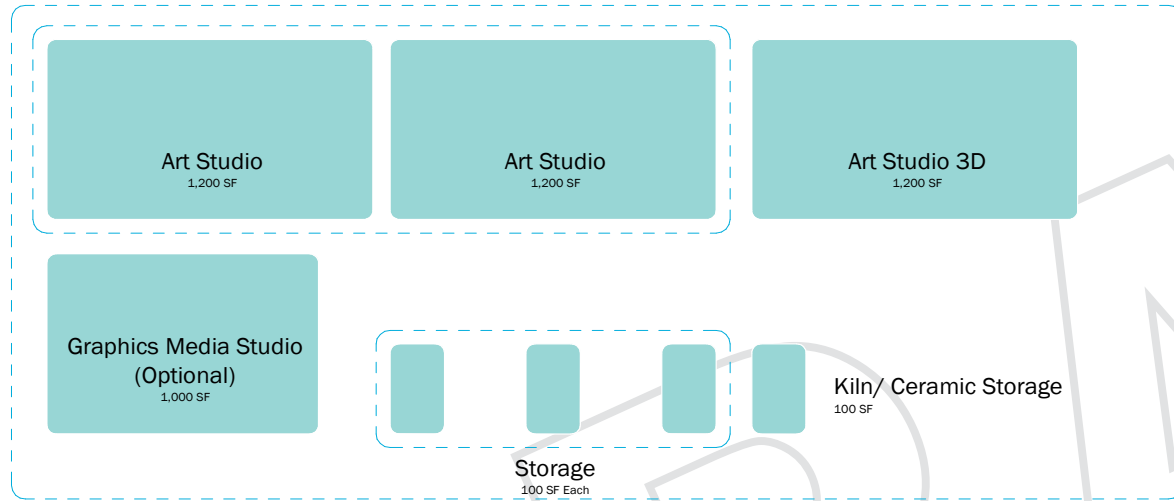 Art Studio
1,200 SF
Art Studio
1,200 SF
Art Studio 3D
1,200 SF
Graphics Media Studio
(Optional)
1,000 SF
Kiln/ Ceramic Storage
100 SF
Storage
100 SF Each